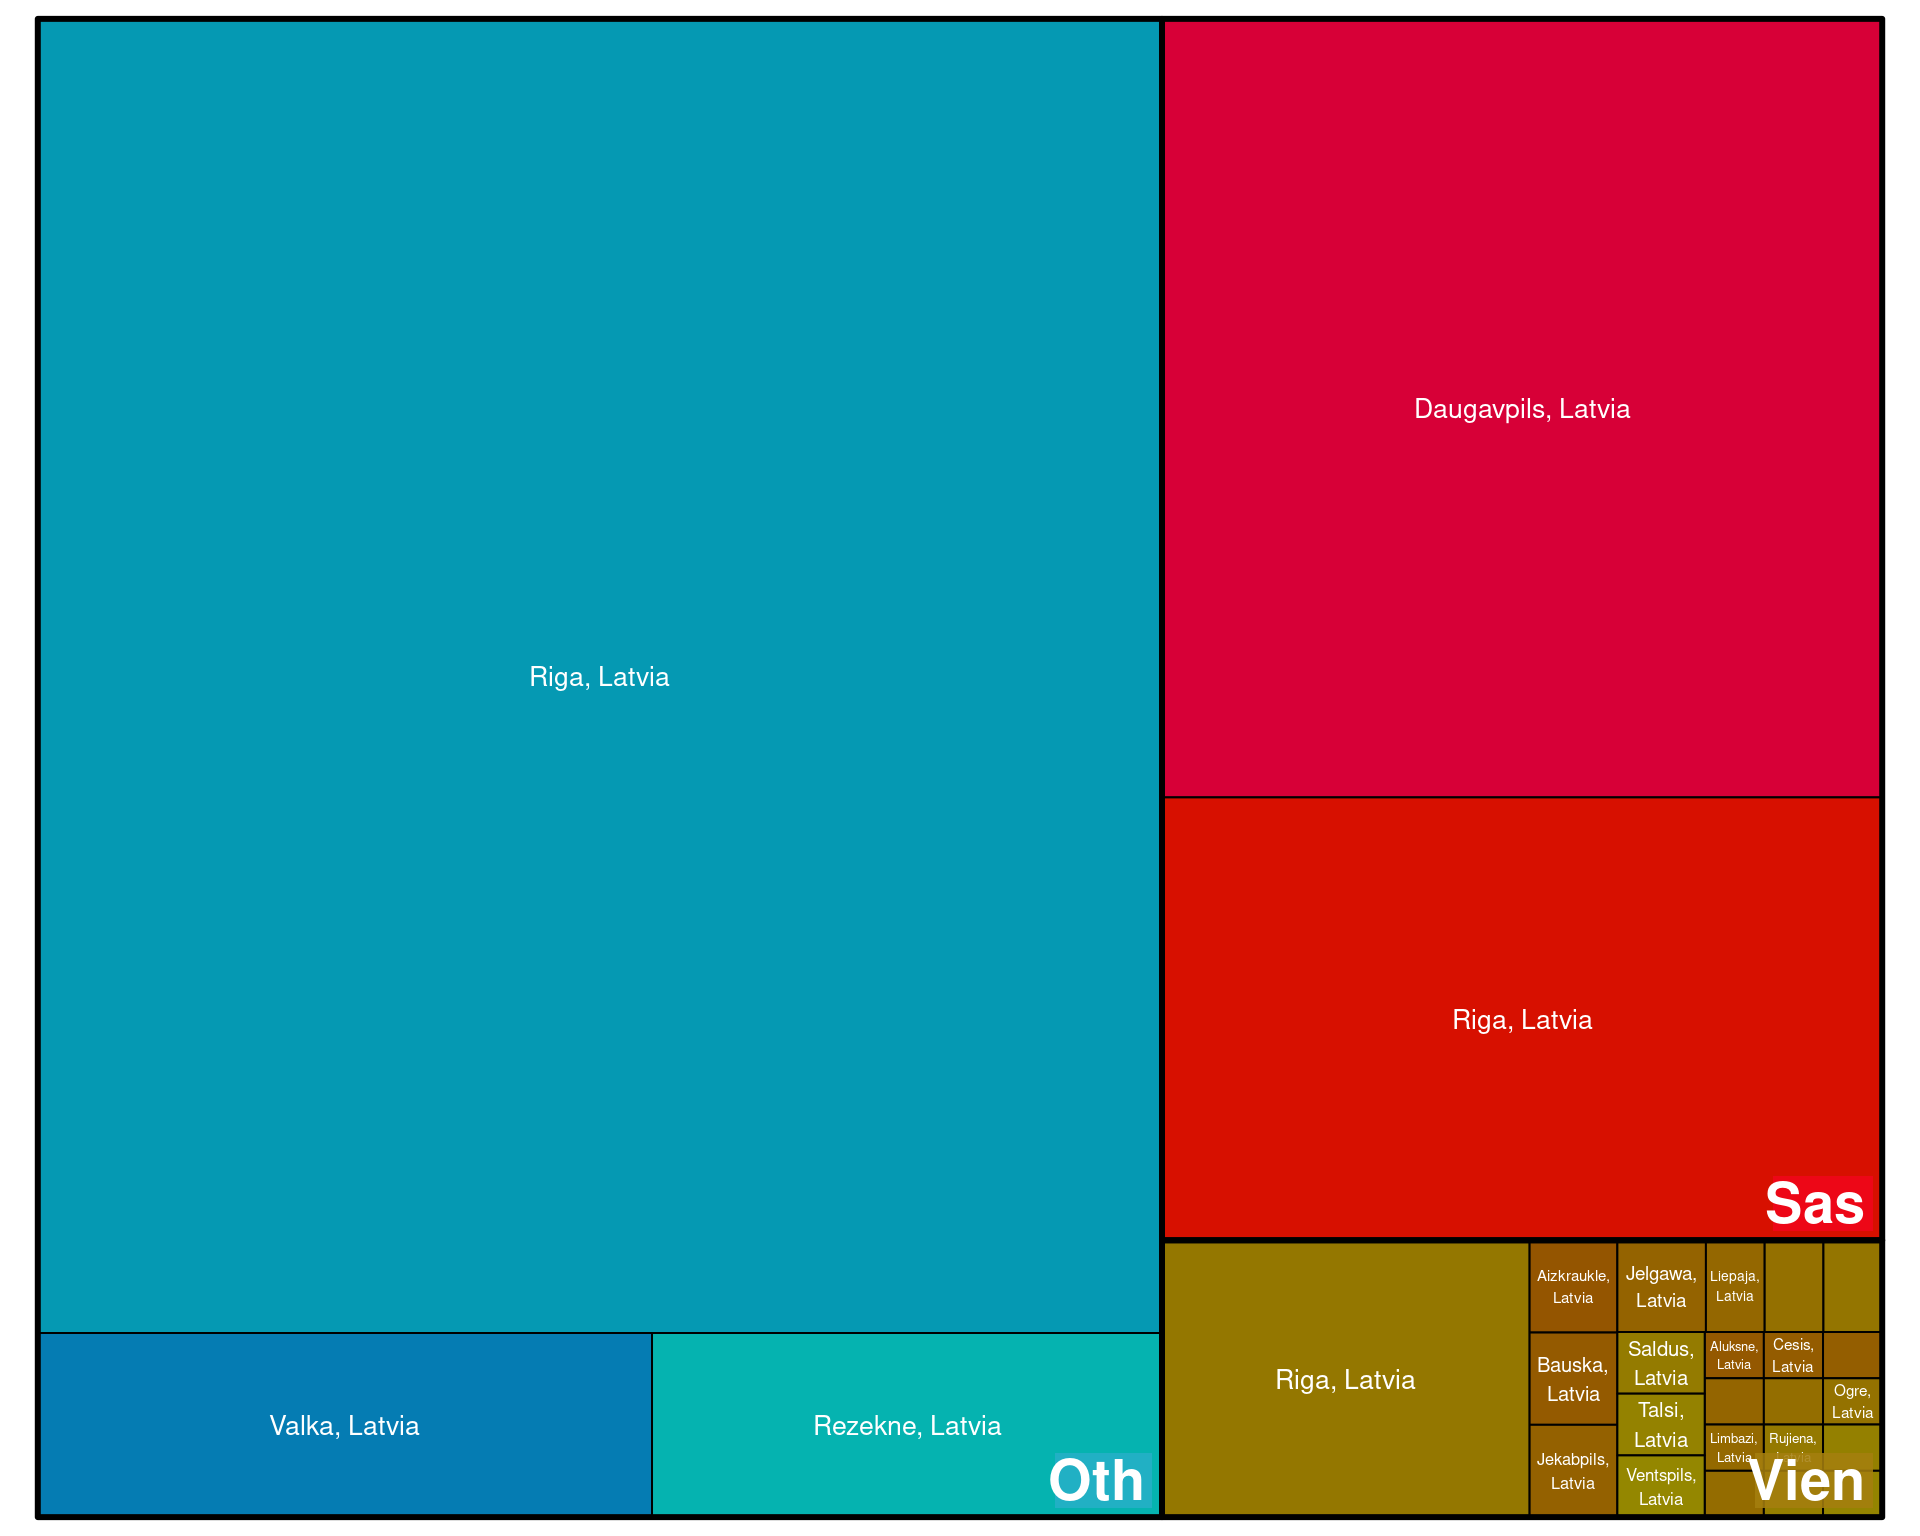 Daugavpils, Latvia
Riga, Latvia
Riga, Latvia
Sas
Valka, Latvia
Rezekne, Latvia
Oth
Riga, Latvia
Aizkraukle,
Latvia
Jelgawa,
Latvia
Liepaja,
Latvia
Bauska,
Latvia
Saldus,
Latvia
Aluksne,
Latvia
Cesis,
Latvia
Talsi,
Latvia
Ogre,
Latvia
Jekabpils,
Latvia
Ventspils,
Latvia
Limbazi,
Latvia
Rujiena,
Latvia
Vien